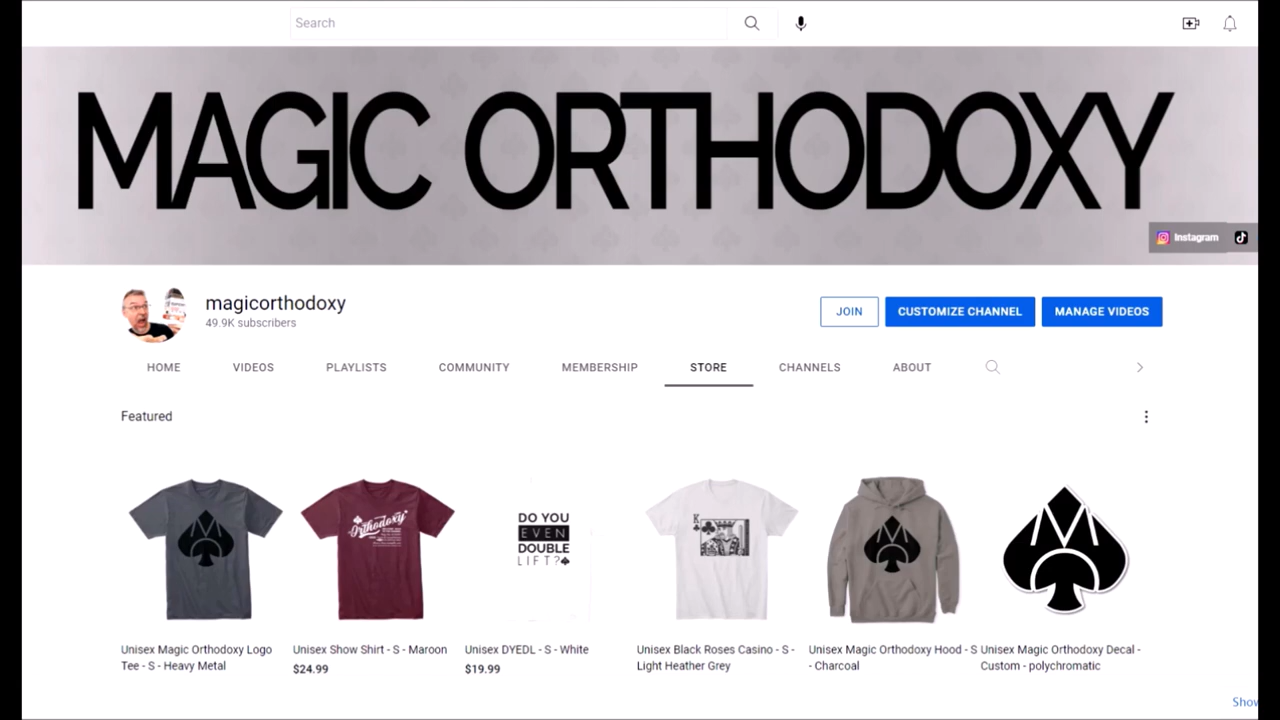 Search
MAGIC ORTHODOXY
Instagram
magicorthodoxy
49.9K subscribers
JOIN
CUSTOMIZE CHANNEL
MANAGE VIDEOS
HOME VIDEOS PLAYLISTS COMMUNITY MEMBERSHIP STORE CHANNELS ABOUT
Featured
Orthodoxy
DO YOU
EVEN
DOUBLE
LIFT?
K
Unisex Magic Orthodoxy Logo
Tee - S - Heavy Metal
Unisex Show Shirt - S - Maroon
$24.99
Unisex DYEDL - S - White
$19.99
Unisex Black Roses Casino - S -
Light Heather Grey
Unisex Magic Orthodoxy Hood - S
- Charcoal
Unisex Magic Orthodoxy Decal -
Custom - polychromatic
Show